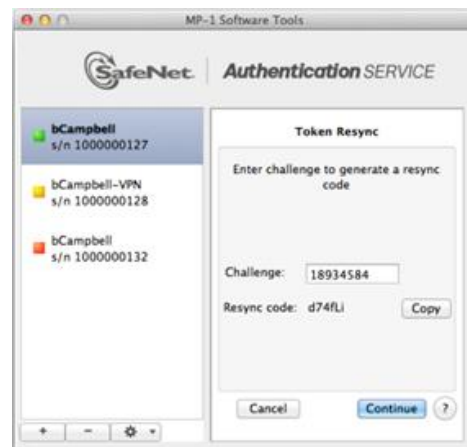 MP-1 Software Tools
SafeNet. Authentication SERVICE
bCampbell
s/n 1000000127
bCampbell-VPN
s/n 1000000128
bCampbell
s/n 1000000132
Token Resync
Enter challenge to generate a resync
code
Challenge: 18934584
Resync code: d74fLi Copy
Cancel Continue ?
+ -